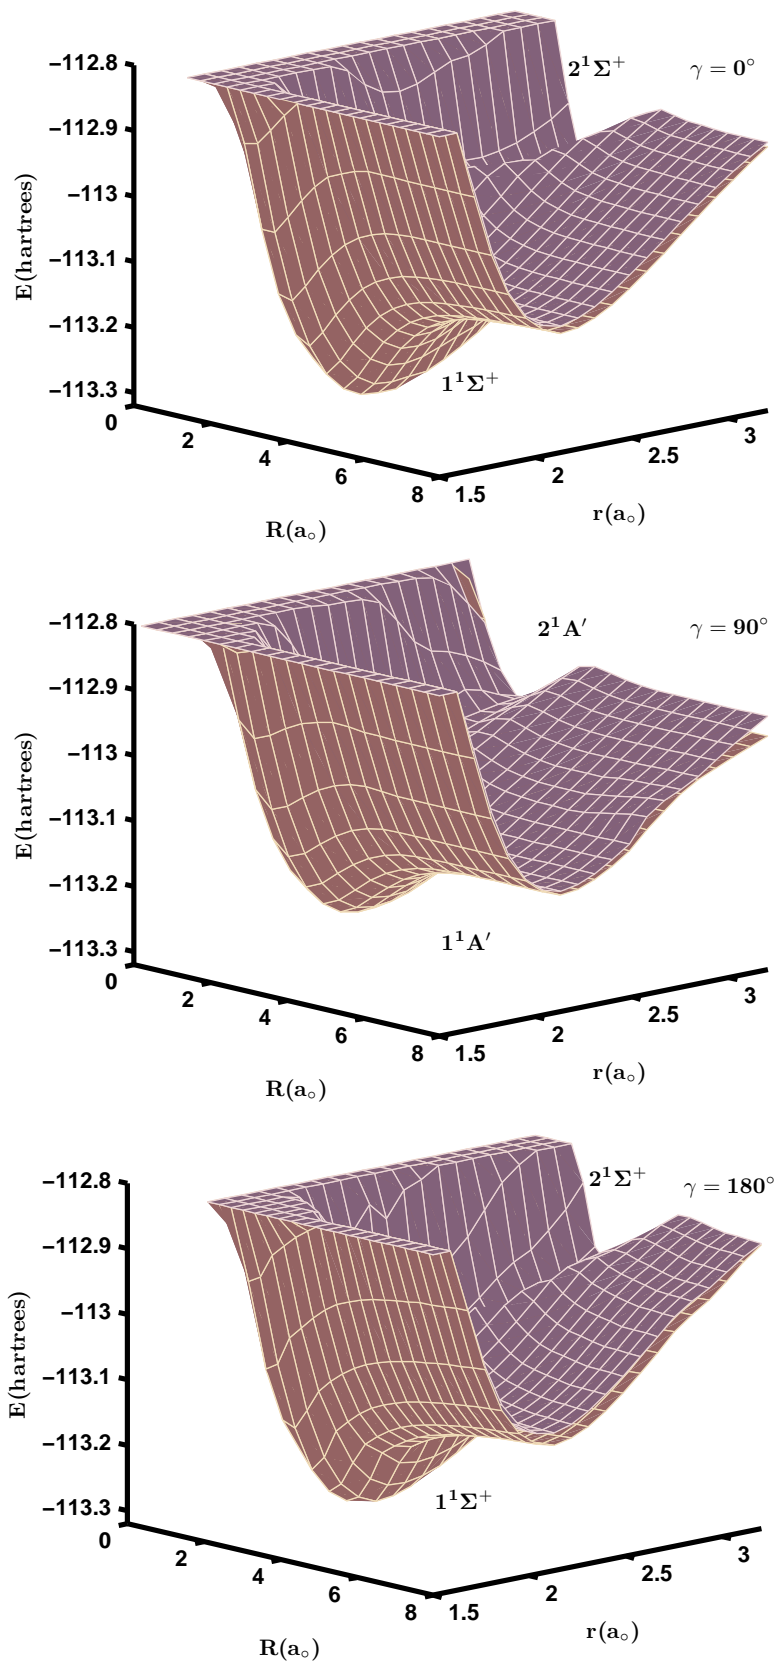 2¹Σ⁺
γ = 0°
−112.8
−112.9
−113
−113.1
−113.2
−113.3
E(hartrees)
1¹Σ⁺
0
2
4
6
8
R(a∘)
1.5
2
2.5
3
r(a∘)
2¹A′
γ = 90°
−112.8
−112.9
−113
−113.1
−113.2
−113.3
E(hartrees)
1¹A′
0
2
4
6
8
R(a∘)
1.5
2
2.5
3
r(a∘)
2¹Σ⁺
γ = 180°
−112.8
−112.9
−113
−113.1
−113.2
−113.3
E(hartrees)
1¹Σ⁺
0
2
4
6
8
R(a∘)
1.5
2
2.5
3
r(a∘)